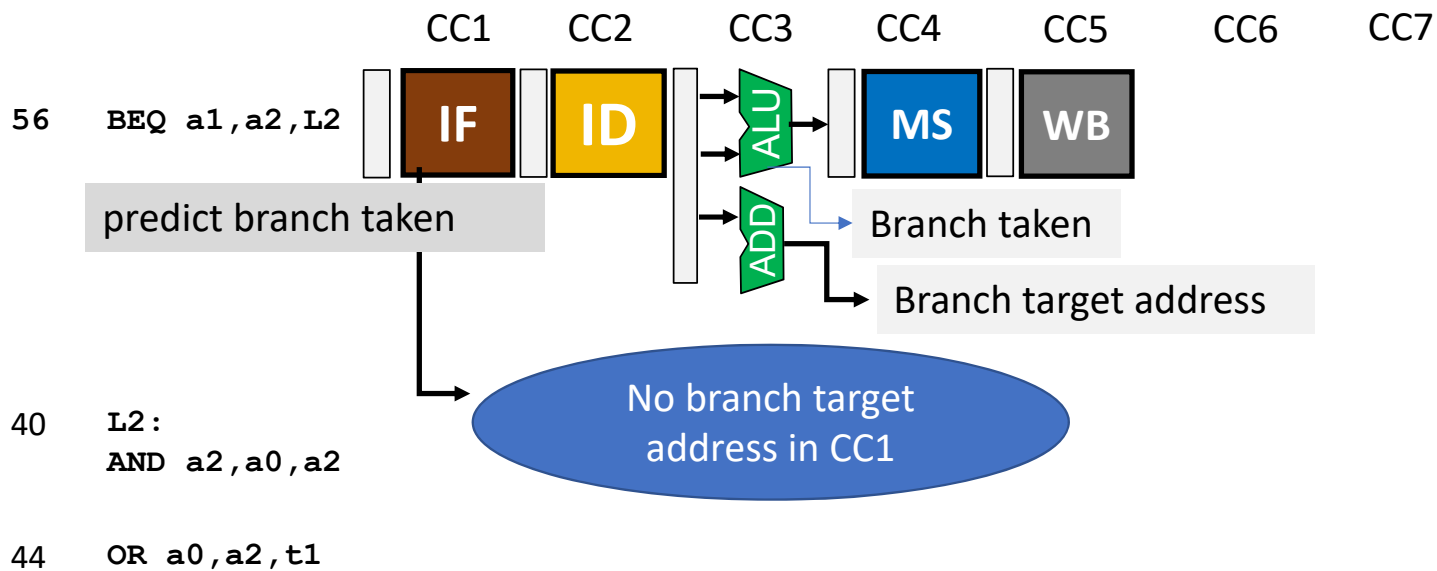 CC1 CC2 CC3 CC4 CC5 CC6 CC7
56 BEQ a1,a2,L2 IF ID ALU MS WB
predict branch taken
ADD
Branch taken
Branch target address
No branch target
address in CC1
40 L2:
AND a2,a0,a2
44 OR a0,a2,t1